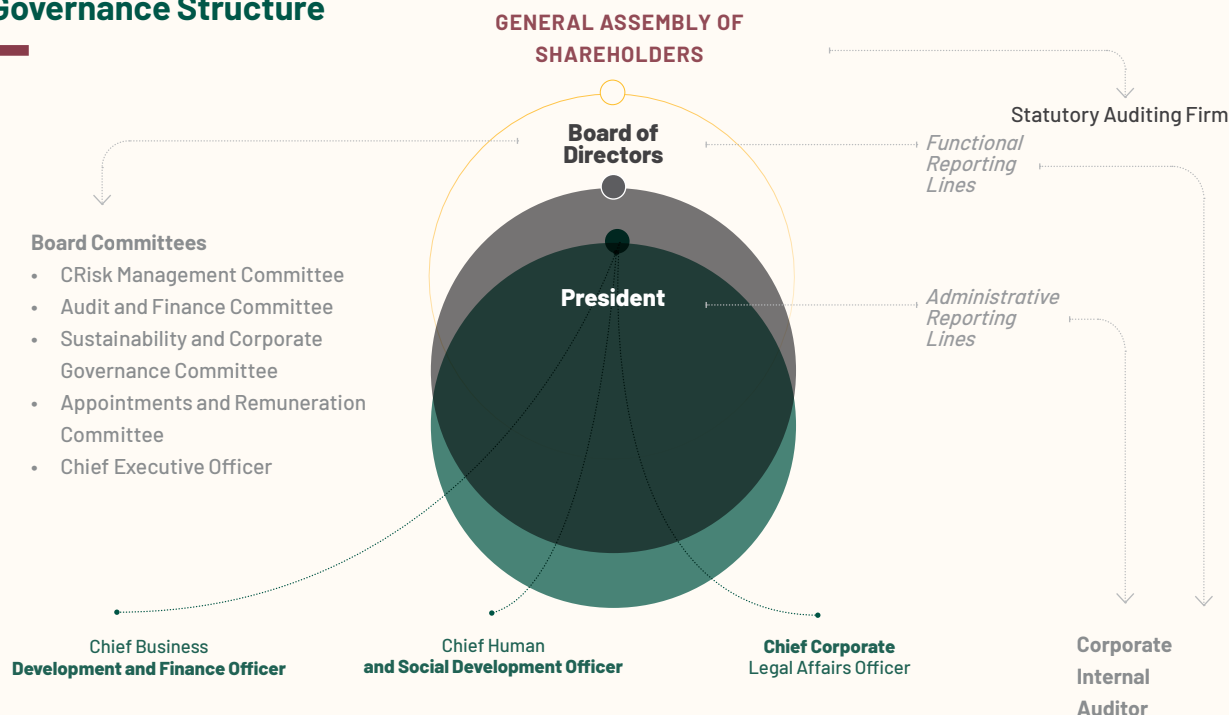 Governance Structure
GENERAL ASSEMBLY OF
SHAREHOLDERS
Statutory Auditing Firm
Board of
Directors
Functional
Reporting
Lines
Board Committees
• CRisk Management Committee
• Audit and Finance Committee
• Sustainability and Corporate
Governance Committee
• Appointments and Remuneration
Committee
• Chief Executive Officer
President
Administrative
Reporting
Lines
Chief Business
Development and Finance Officer
Chief Human
and Social Development Officer
Chief Corporate
Legal Affairs Officer
Corporate
Internal
Auditor